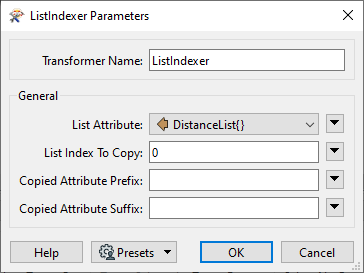 ListIndexer Parameters
Transformer Name: ListIndexer
General
List Attribute: DistanceList{}
List Index To Copy: 0
Copied Attribute Prefix:
Copied Attribute Suffix:
Help Presets OK Cancel